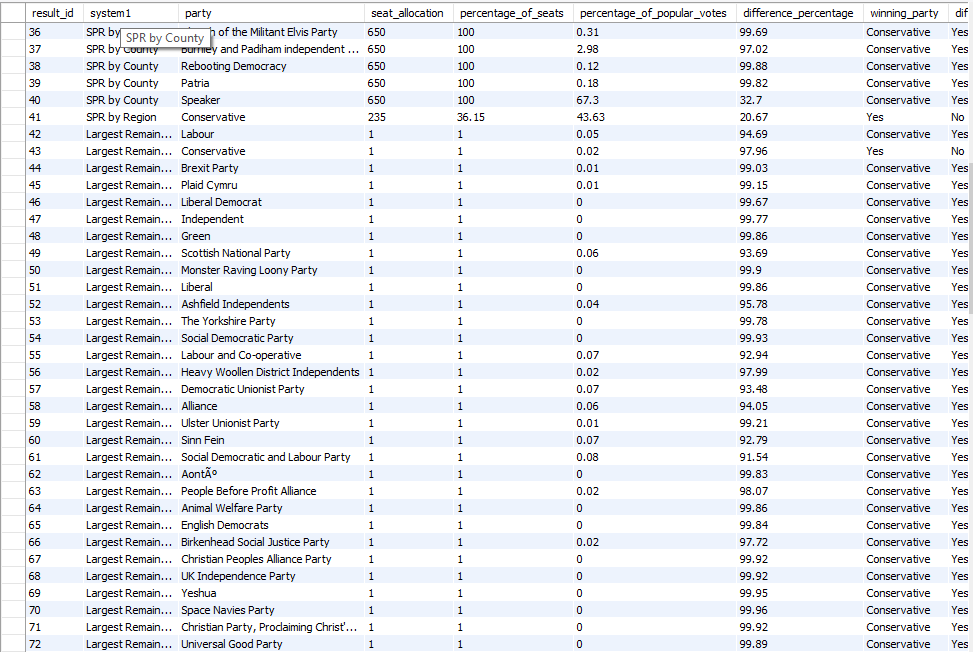 result_id system1 party seat_allocation percentage_of_seats percentage_of_popular_votes difference_percentage winning_party dif
36 SPR by h of the Militant Elvis Party 650 100 0.31 99.69 Conservative Yes
SPR by County
37 SPR by County Burnley and Padiham independent ... 650 100 2.98 97.02 Conservative Yes
38 SPR by County Rebooting Democracy 650 100 0.12 99.88 Conservative Yes
39 SPR by County Patria 650 100 0.18 99.82 Conservative Yes
40 SPR by County Speaker 650 100 67.3 32.7 Conservative Yes
41 SPR by Region Conservative 235 36.15 43.63 20.67 Yes No
42 Largest Remain... Labour 1 1 0.05 94.69 Conservative Yes
43 Largest Remain... Conservative 1 1 0.02 97.96 Yes No
44 Largest Remain... Brexit Party 1 1 0.01 99.03 Conservative Yes
45 Largest Remain... Plaid Cymru 1 1 0.01 99.15 Conservative Yes
46 Largest Remain... Liberal Democrat 1 1 0 99.67 Conservative Yes
47 Largest Remain... Independent 1 1 0 99.77 Conservative Yes
48 Largest Remain... Green 1 1 0 99.86 Conservative Yes
49 Largest Remain... Scottish National Party 1 1 0.06 93.69 Conservative Yes
50 Largest Remain... Monster Raving Loony Party 1 1 0 99.9 Conservative Yes
51 Largest Remain... Liberal 1 1 0 99.86 Conservative Yes
52 Largest Remain... Ashfield Independents 1 1 0.04 95.78 Conservative Yes
53 Largest Remain... The Yorkshire Party 1 1 0 99.78 Conservative Yes
54 Largest Remain... Social Democratic Party 1 1 0 99.93 Conservative Yes
55 Largest Remain... Labour and Co-operative 1 1 0.07 92.94 Conservative Yes
56 Largest Remain... Heavy Woollen District Independents 1 1 0.02 97.99 Conservative Yes
57 Largest Remain... Democratic Unionist Party 1 1 0.07 93.48 Conservative Yes
58 Largest Remain... Alliance 1 1 0.06 94.05 Conservative Yes
59 Largest Remain... Ulster Unionist Party 1 1 0.01 99.21 Conservative Yes
60 Largest Remain... Sinn Fein 1 1 0.07 92.79 Conservative Yes
61 Largest Remain... Social Democratic and Labour Party 1 1 0.08 91.54 Conservative Yes
62 Largest Remain... AontÃº 1 1 0 99.83 Conservative Yes
63 Largest Remain... People Before Profit Alliance 1 1 0.02 98.07 Conservative Yes
64 Largest Remain... Animal Welfare Party 1 1 0 99.86 Conservative Yes
65 Largest Remain... English Democrats 1 1 0 99.84 Conservative Yes
66 Largest Remain... Birkenhead Social Justice Party 1 1 0.02 97.72 Conservative Yes
67 Largest Remain... Christian Peoples Alliance Party 1 1 0 99.92 Conservative Yes
68 Largest Remain... UK Independence Party 1 1 0 99.92 Conservative Yes
69 Largest Remain... Yeshua 1 1 0 99.95 Conservative Yes
70 Largest Remain... Space Navies Party 1 1 0 99.96 Conservative Yes
71 Largest Remain... Christian Party, Proclaiming Christ'... 1 1 0 99.92 Conservative Yes
72 Largest Remain... Universal Good Party 1 1 0 99.89 Conservative Yes